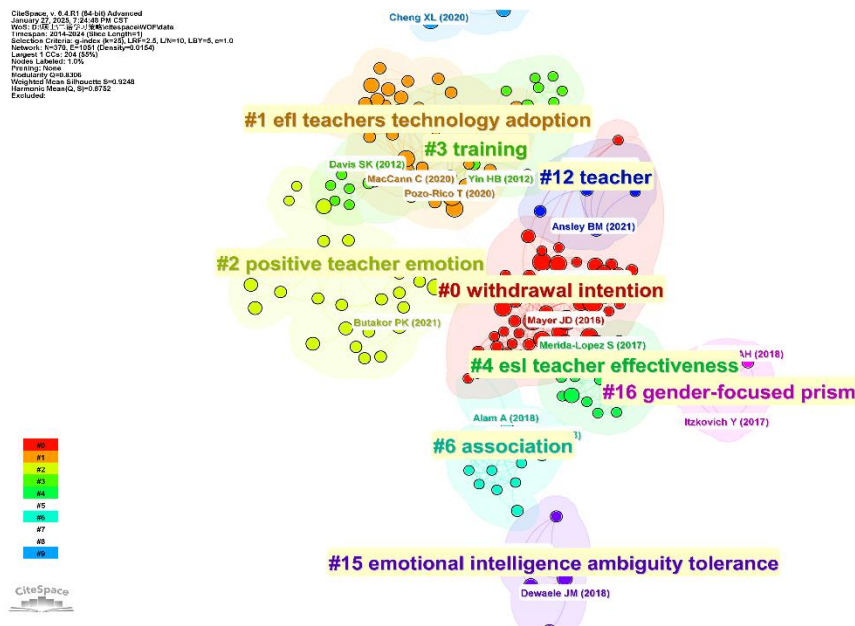 CiteSpace, v. 6.4.R1 (64-bit) Advanced
January 27, 2025, 7:24:46 PM CST
Timespan: 2014-2024 (Slice Length=1)
Selection Criteria: g-index (k=25), LRF=2.5, L/N=10, LBY=5, e=1.0
Network: N=370, E=1051 (Density=0.0154)
Largest 1 CCs: 204 (55%)
Nodes Labeled: 1.0%
Pruning: None
Modularity Q=0.8306
Weighted Mean Silhouette S=0.9248
Harmonic Mean(Q, S)=0.8752
Excluded:
Cheng XL (2020)
#1 efl teachers technology adoption
#3 training
Davis SK (2012)
MacCann C (2020)
Yin HB (2012)
#12 teacher
Pozo-Rico T (2020)
Ansley BM (2021)
#2 positive teacher emotion
#0 withdrawal intention
Butakor PK (2021)
Mayer JD (2016)
Merida-Lopez S (2017)
AH (2018)
#4 esl teacher effectiveness
#16 gender-focused prism
Alam A (2018)
Itzkovich Y (2017)
#6 association
#15 emotional intelligence ambiguity tolerance
Dewaele JM (2018)
#0
#1
#2
#3
#4
#5
#6
#7
#8
#9
CiteSpace